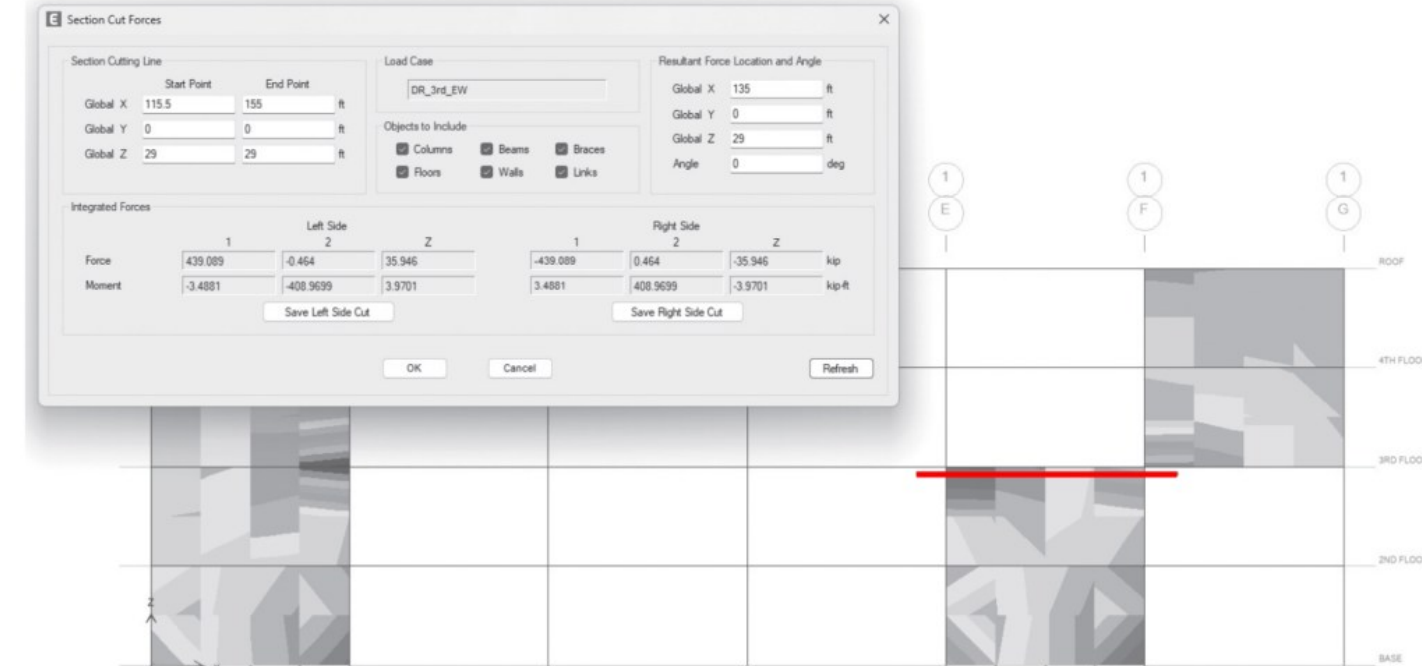 E Section Cut Forces
Section Cutting Line
Start Point End Point
Global X 115.5 155 ft
Global Y 0 0 ft
Global Z 29 29 ft
Load Case
DR_3rd_EW
Objects to Include
Columns Beams Braces
Floors Walls Links
Resultant Force Location and Angle
Global X 135 ft
Global Y 0 ft
Global Z 29 ft
Angle 0 deg
Integrated Forces
Left Side Right Side
1 2 Z 1 2 Z
Force 439.089 -0.464 35.946 -439.089 0.464 -35.946 kip
Moment -3.4881 -408.9699 3.9701 3.4881 408.9699 -3.9701 kip-ft
Save Left Side Cut Save Right Side Cut
OK Cancel Refresh
1 1 1
E F G
ROOF
4TH FLOO
3RD FLOO
2ND FLOO
Z
BASE